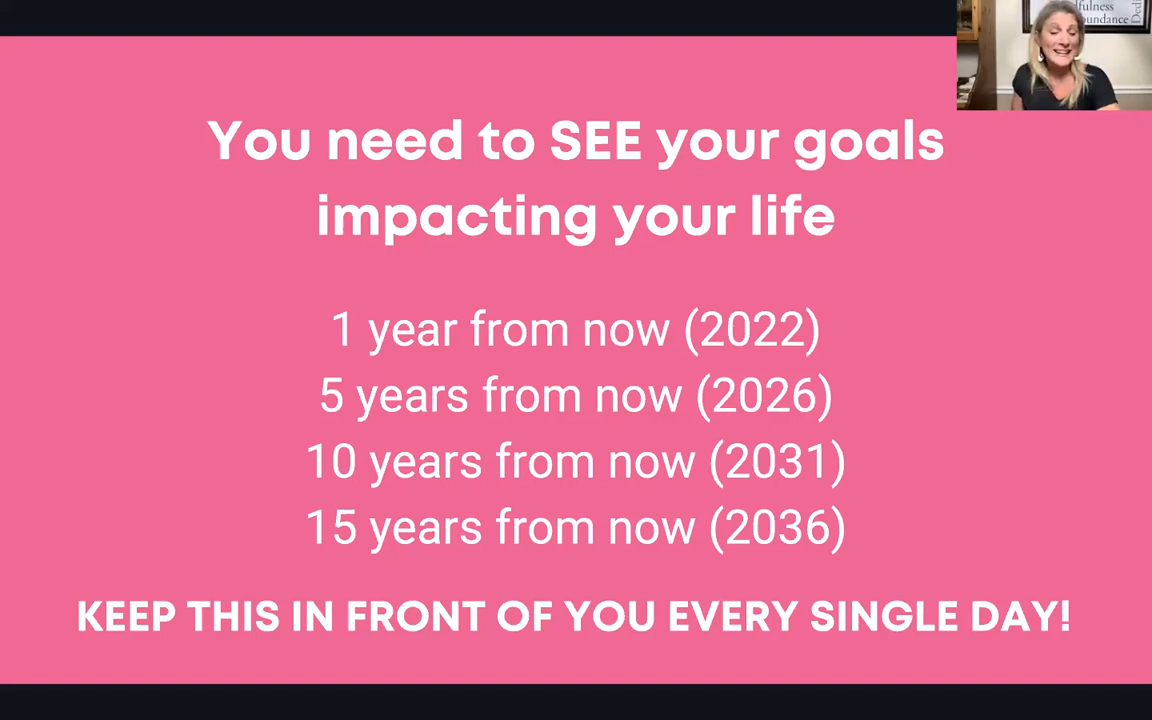 You need to SEE your goals
impacting your life
1 year from now (2022)
5 years from now (2026)
10 years from now (2031)
15 years from now (2036)
KEEP THIS IN FRONT OF YOU EVERY SINGLE DAY!